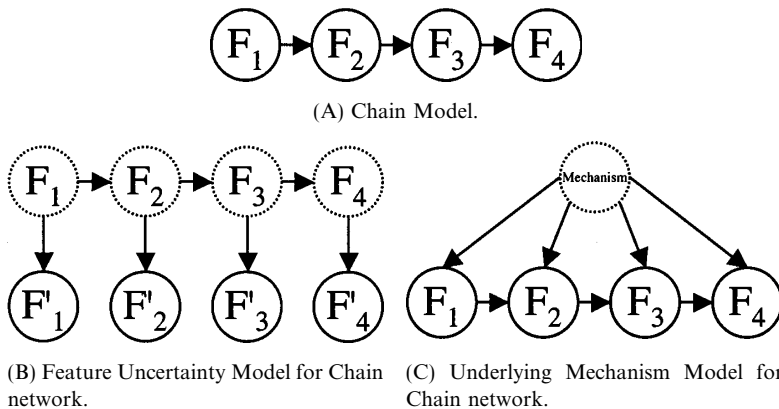 F1 F2 F3 F4
(A) Chain Model.
F1 F2 F3 F4
Mechanism
F'1 F'2 F'3 F'4
F1 F2 F3 F4
(B) Feature Uncertainty Model for Chain
network.
(C) Underlying Mechanism Model for
Chain network.